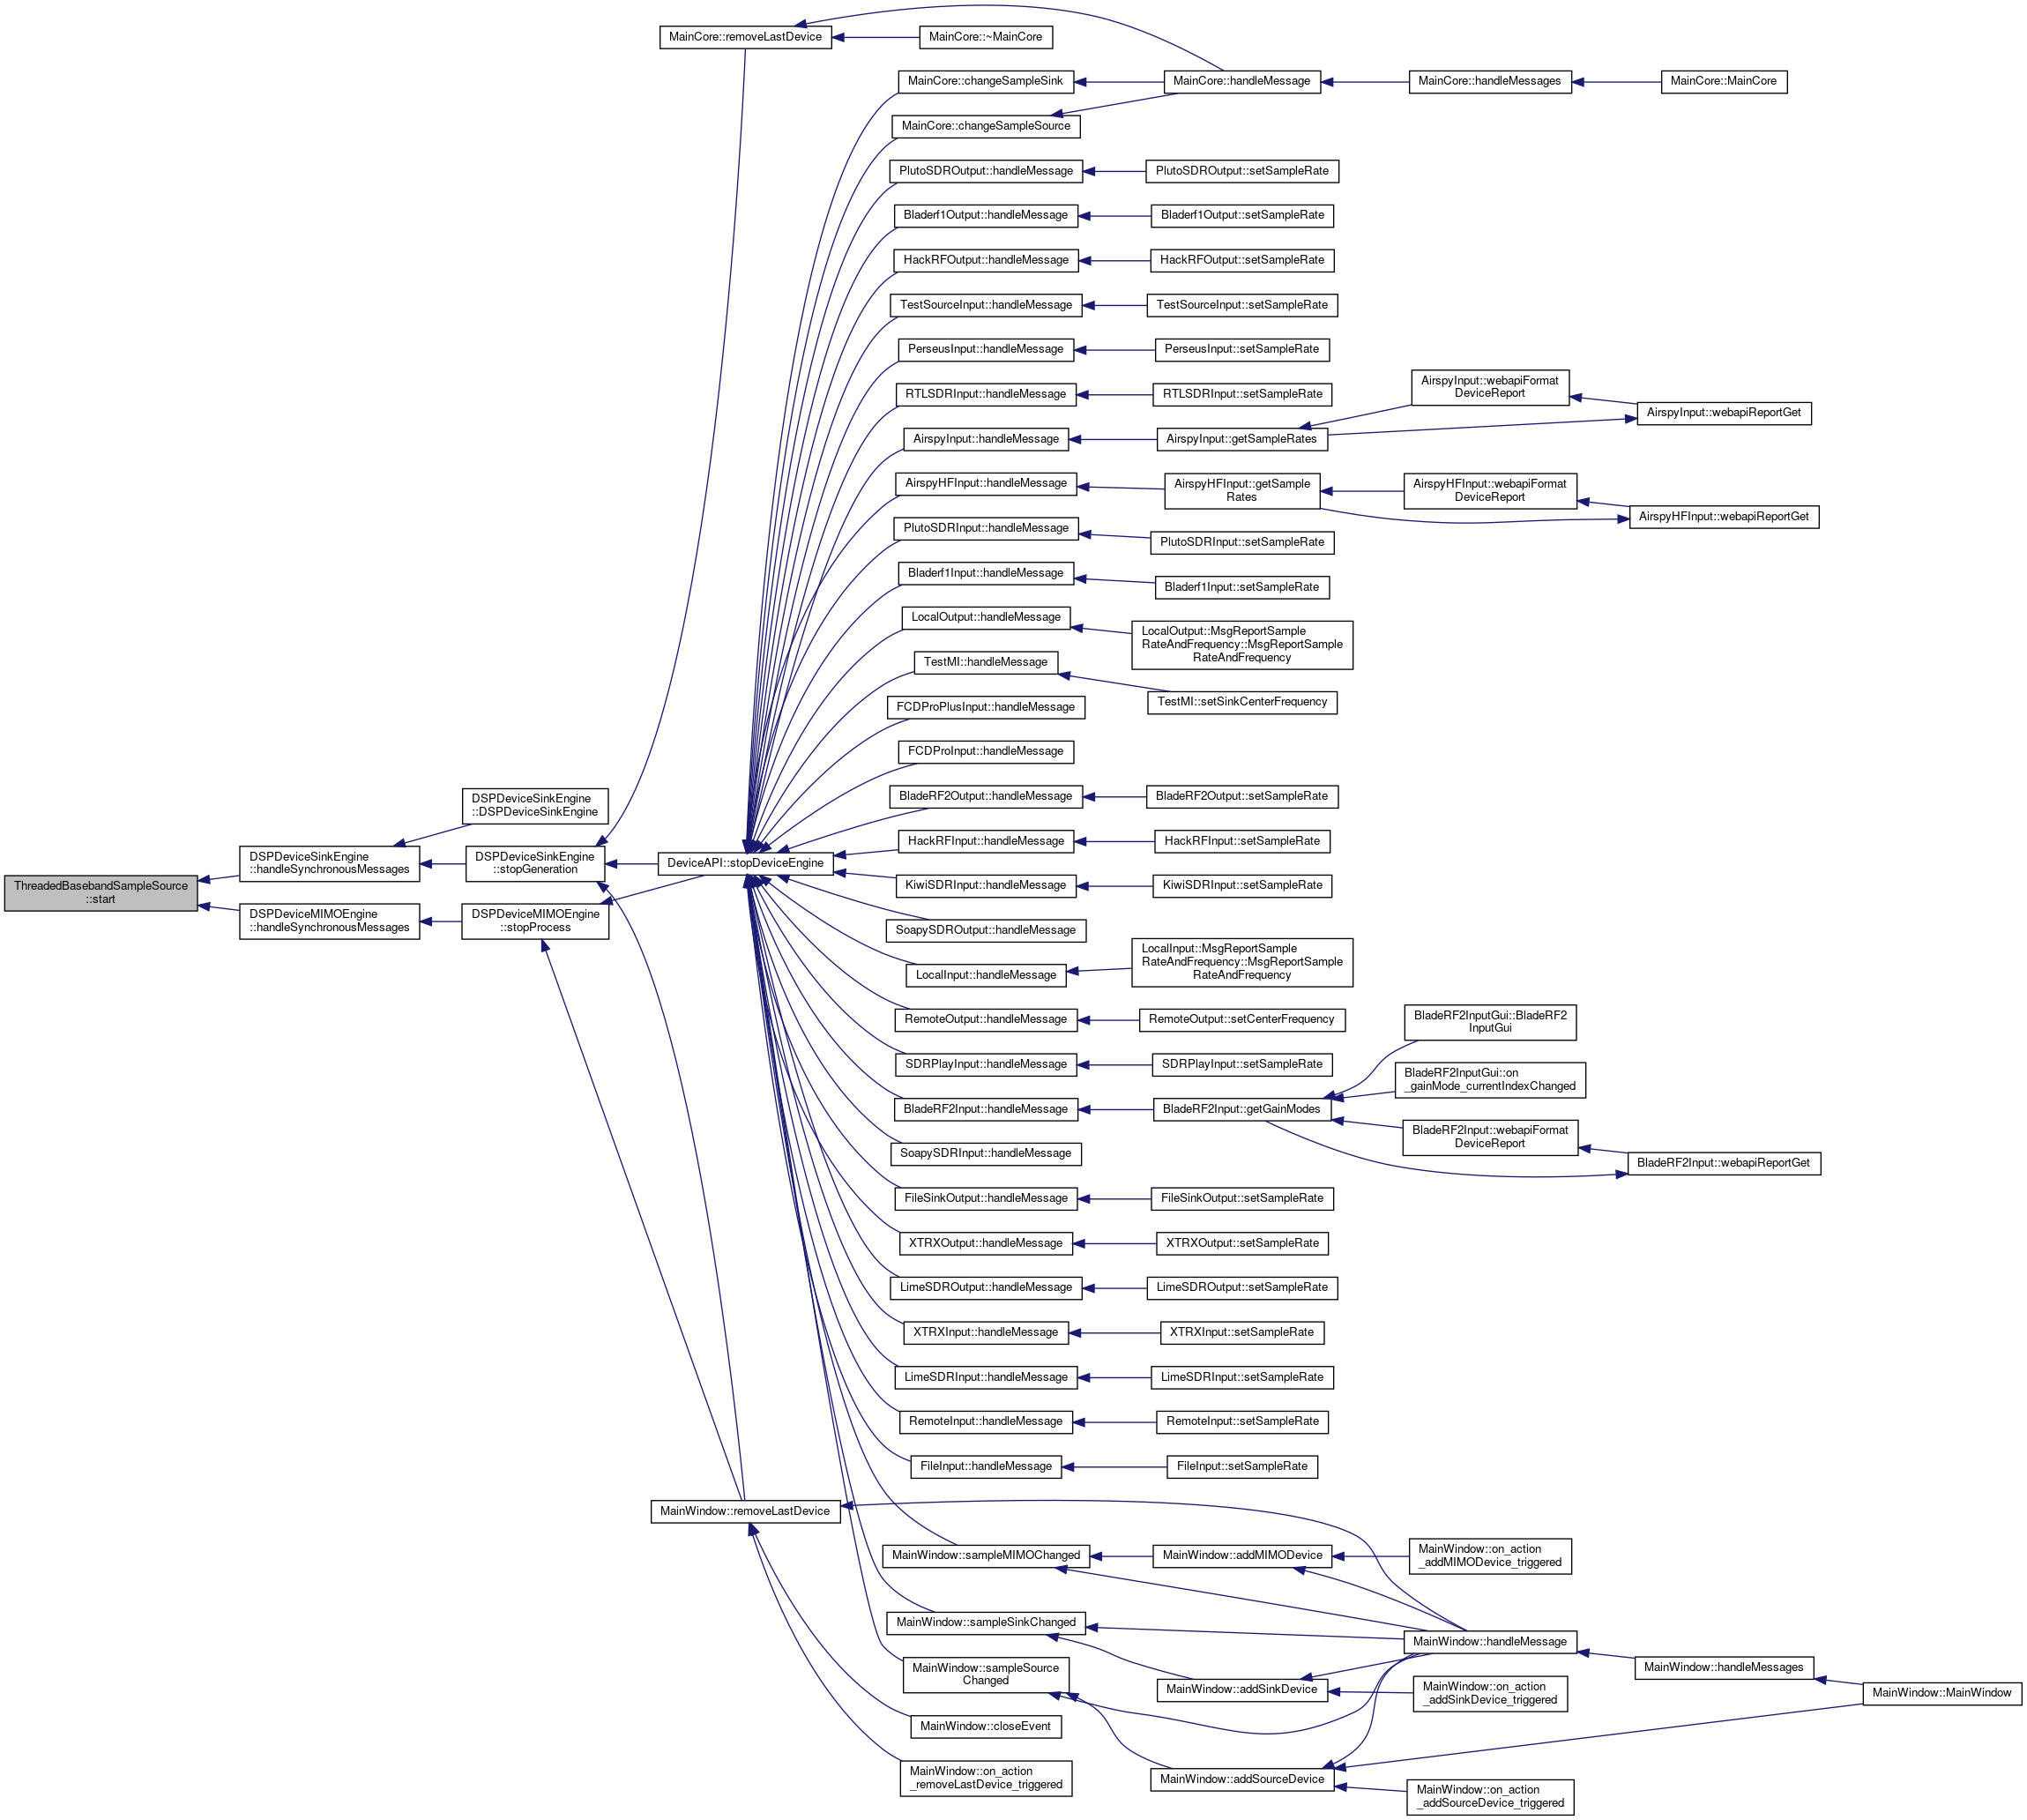 MainCore::removeLastDevice
MainCore::~MainCore
MainCore::changeSampleSink
MainCore::handleMessage
MainCore::handleMessages
MainCore::MainCore
MainCore::changeSampleSource
PlutoSDROutput::handleMessage
PlutoSDROutput::setSampleRate
Bladerf1Output::handleMessage
Bladerf1Output::setSampleRate
HackRFOutput::handleMessage
HackRFOutput::setSampleRate
TestSourceInput::handleMessage
TestSourceInput::setSampleRate
PerseusInput::handleMessage
PerseusInput::setSampleRate
RTLSDRInput::handleMessage
RTLSDRInput::setSampleRate
AirspyInput::webapiFormat
DeviceReport
AirspyInput::webapiReportGet
AirspyInput::handleMessage
AirspyInput::getSampleRates
AirspyHFInput::handleMessage
AirspyHFInput::getSample
Rates
AirspyHFInput::webapiFormat
DeviceReport
AirspyHFInput::webapiReportGet
PlutoSDRInput::handleMessage
PlutoSDRInput::setSampleRate
Bladerf1Input::handleMessage
Bladerf1Input::setSampleRate
LocalOutput::handleMessage
LocalOutput::MsgReportSample
RateAndFrequency::MsgReportSample
RateAndFrequency
TestMI::handleMessage
TestMI::setSinkCenterFrequency
FCDProPlusInput::handleMessage
FCDProInput::handleMessage
DSPDeviceSinkEngine
::DSPDeviceSinkEngine
BladeRF2Output::handleMessage
BladeRF2Output::setSampleRate
HackRFInput::handleMessage
HackRFInput::setSampleRate
DSPDeviceSinkEngine
::handleSynchronousMessages
DSPDeviceSinkEngine
::stopGeneration
DeviceAPI::stopDeviceEngine
ThreadedBasebandSampleSource
::start
KiwiSDRInput::handleMessage
KiwiSDRInput::setSampleRate
DSPDeviceMIMOEngine
::handleSynchronousMessages
DSPDeviceMIMOEngine
::stopProcess
SoapySDROutput::handleMessage
LocalInput::handleMessage
LocalInput::MsgReportSample
RateAndFrequency::MsgReportSample
RateAndFrequency
RemoteOutput::handleMessage
RemoteOutput::setCenterFrequency
BladeRF2InputGui::BladeRF2
InputGui
SDRPlayInput::handleMessage
SDRPlayInput::setSampleRate
BladeRF2InputGui::on
_gainMode_currentIndexChanged
BladeRF2Input::handleMessage
BladeRF2Input::getGainModes
BladeRF2Input::webapiFormat
DeviceReport
BladeRF2Input::webapiReportGet
SoapySDRInput::handleMessage
FileSinkOutput::handleMessage
FileSinkOutput::setSampleRate
XTRXOutput::handleMessage
XTRXOutput::setSampleRate
LimeSDROutput::handleMessage
LimeSDROutput::setSampleRate
XTRXInput::handleMessage
XTRXInput::setSampleRate
LimeSDRInput::handleMessage
LimeSDRInput::setSampleRate
RemoteInput::handleMessage
RemoteInput::setSampleRate
FileInput::handleMessage
FileInput::setSampleRate
MainWindow::removeLastDevice
MainWindow::sampleMIMOChanged
MainWindow::addMIMODevice
MainWindow::on_action
_addMIMODevice_triggered
MainWindow::sampleSinkChanged
MainWindow::handleMessage
MainWindow::handleMessages
MainWindow::sampleSource
Changed
MainWindow::addSinkDevice
MainWindow::on_action
_addSinkDevice_triggered
MainWindow::MainWindow
MainWindow::closeEvent
MainWindow::on_action
_removeLastDevice_triggered
MainWindow::addSourceDevice
MainWindow::on_action
_addSourceDevice_triggered